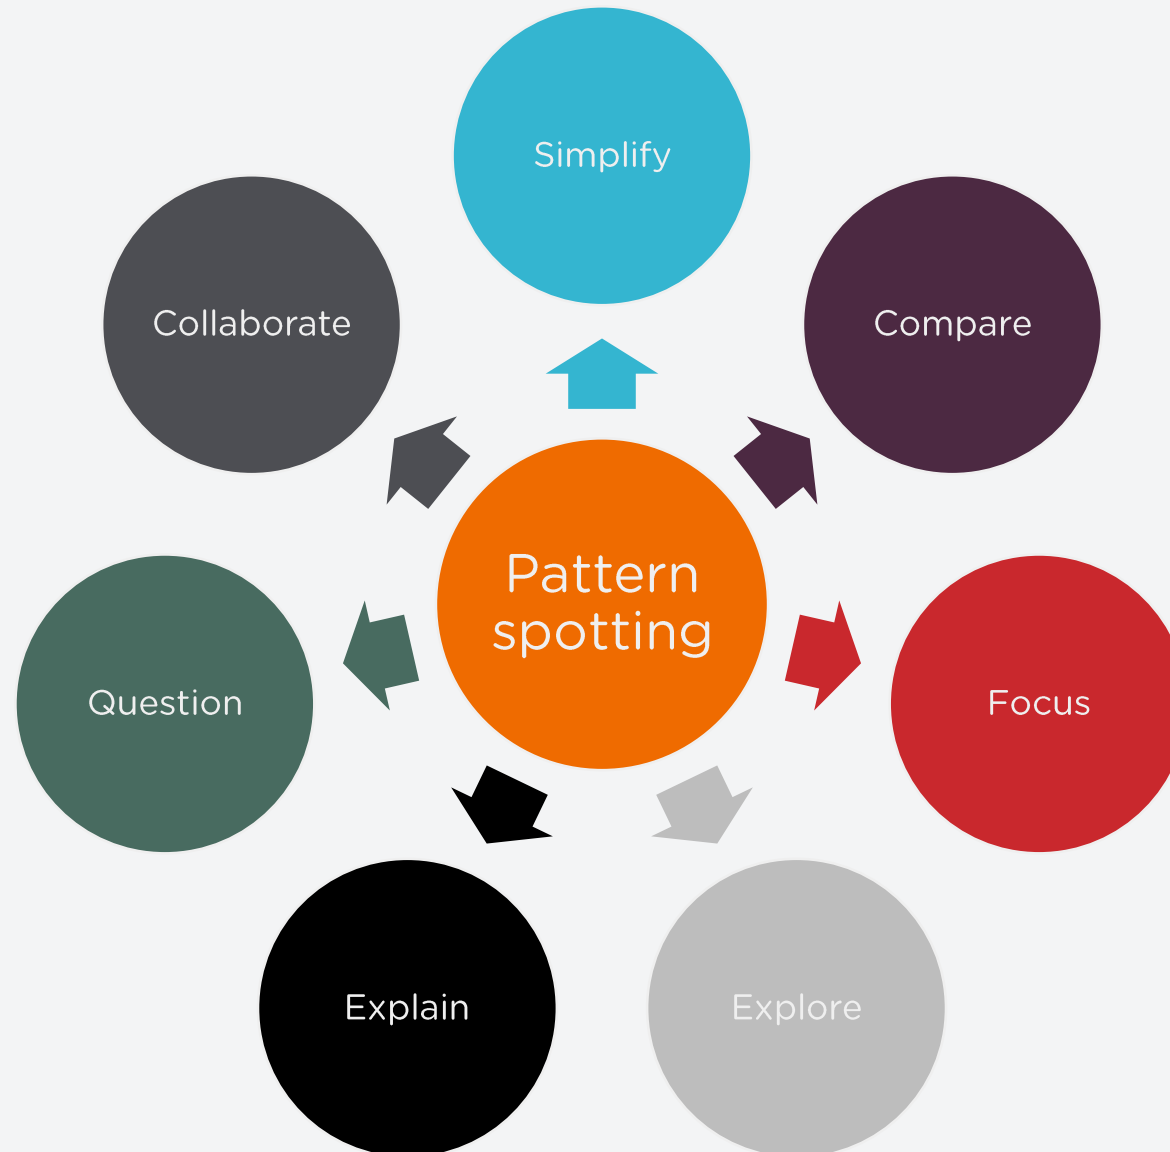 Simplify
Collaborate
Compare
Pattern
spotting
Question
Focus
Explain
Explore